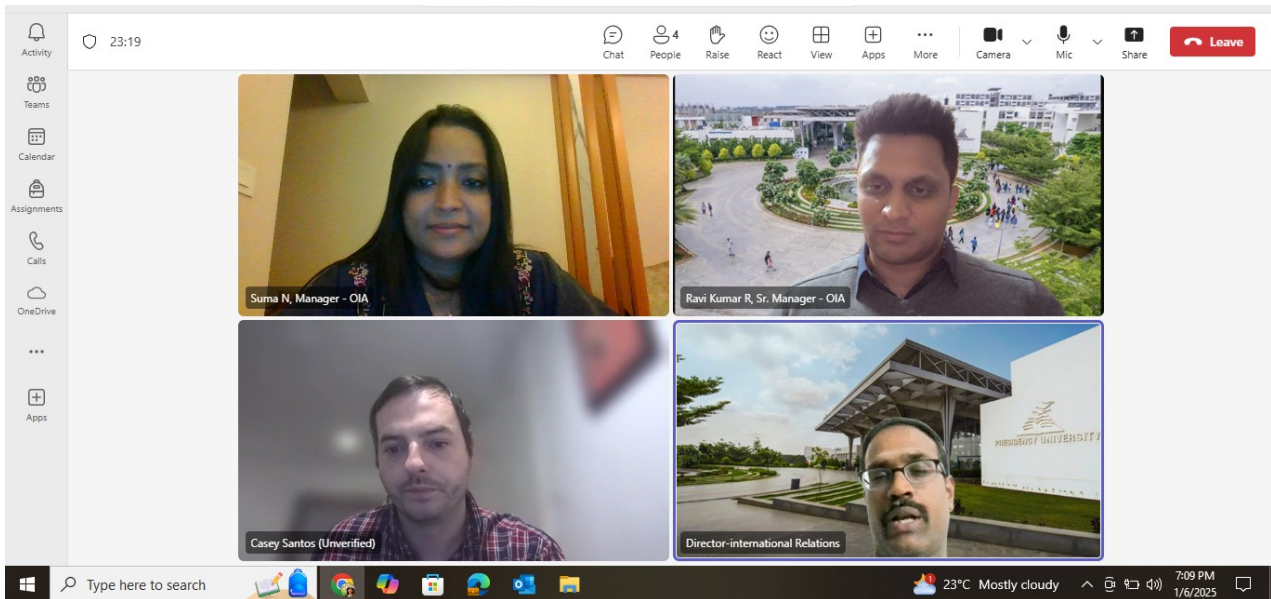 Activity
Teams
Calendar
Assignments
Calls
OneDrive
Apps
23:19
Chat
4
People
Raise
React
View
Apps
More
Camera
Mic
Share
Leave
Suma N, Manager - OIA
Ravi Kumar R, Sr. Manager - OIA
Casey Santos (Unverified)
PRESIDENCY UNIVERSITY
Director-international Relations
Type here to search
23°C Mostly cloudy
7:09 PM
1/6/2025